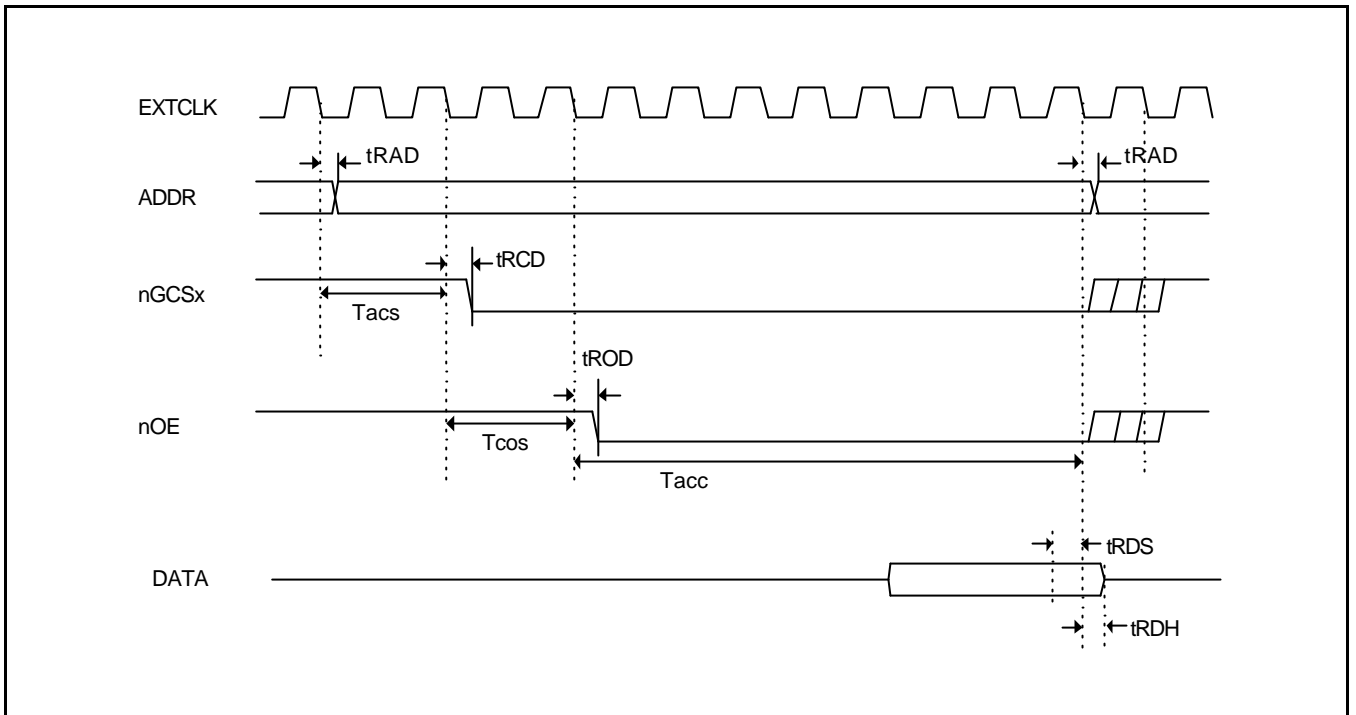 EXTCLK
tRAD
tRAD
ADDR
tRCD
nGCSx
Tacs
tROD
nOE
Tcos
Tacc
tRDS
DATA
tRDH